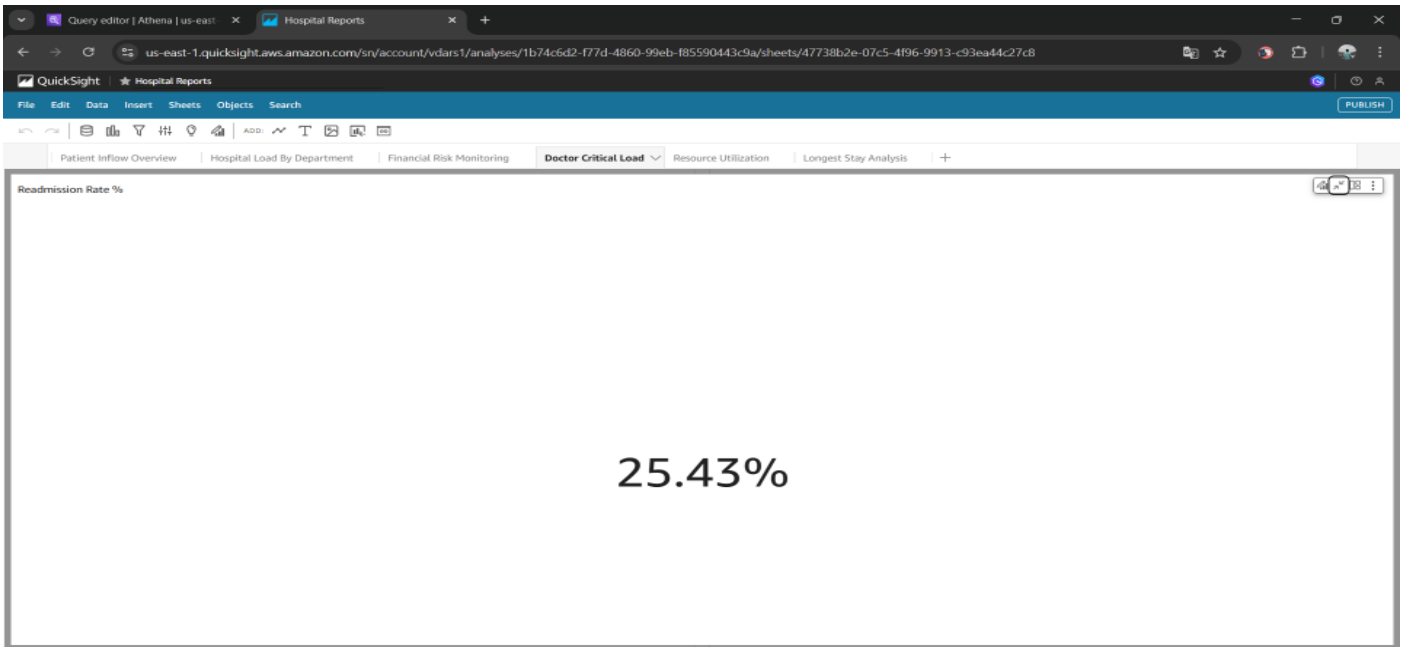 Query editor | Athena | us-east-
Hospital Reports
us-east-1.quicksight.aws.amazon.com/sn/account/vdars1/analyses/1b74c6d2-f77d-4860-99eb-f85590443c9a/sheets/47738b2e-07c5-4f96-9913-c93ea44c27c8
QuickSight Hospital Reports
File Edit Data Insert Sheets Objects Search PUBLISH
ADD: T
Patient Inflow Overview Hospital Load By Department Financial Risk Monitoring Doctor Critical Load Resource Utilization Longest Stay Analysis
Readmission Rate %
25.43%